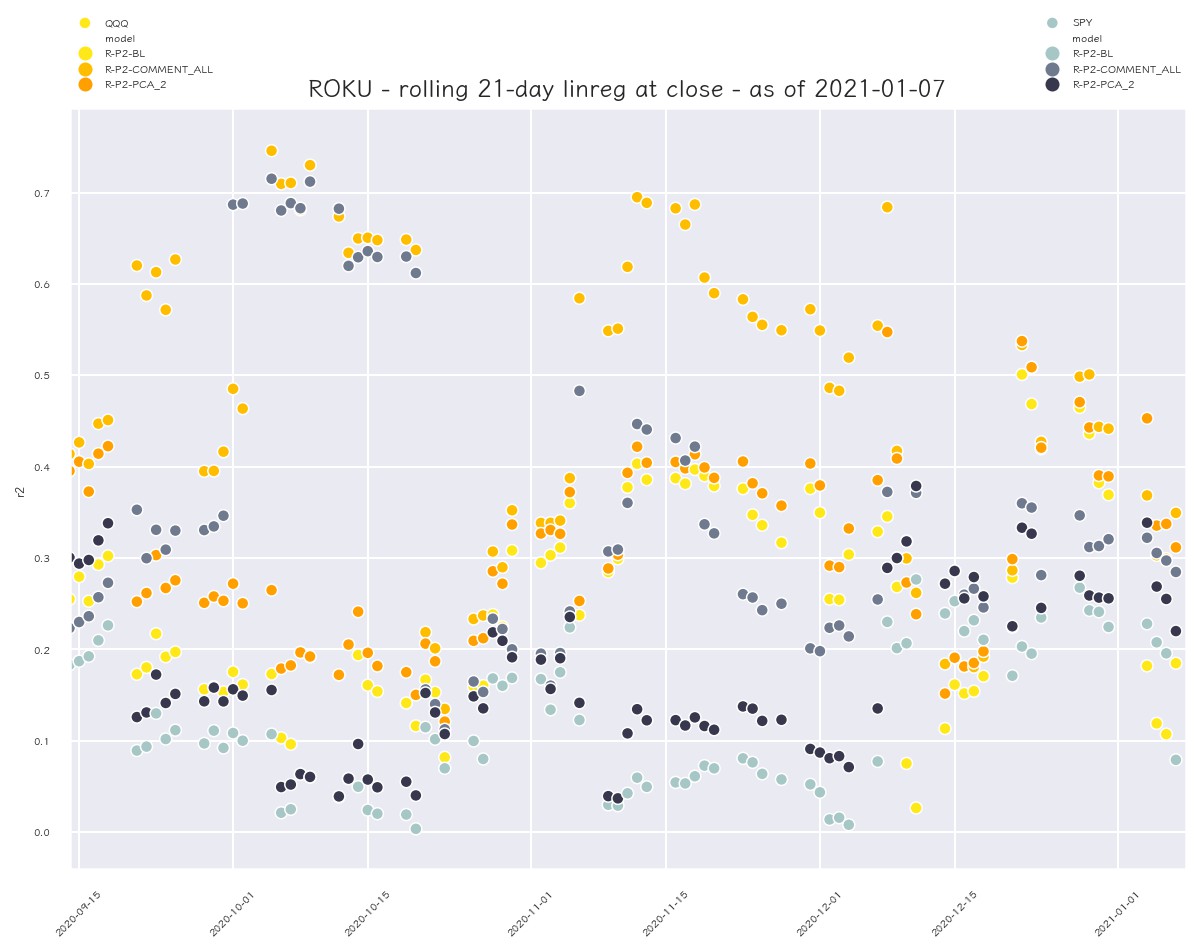 QQQ
model
R-P2-BL
R-P2-COMMENT_ALL
R-P2-PCA_2
SPY
model
R-P2-BL
R-P2-COMMENT_ALL
R-P2-PCA_2
ROKU - rolling 21-day linreg at close - as of 2021-01-07
0.7
0.6
0.5
0.4
0.3
0.2
0.1
0.0
r2
2020-09-15
2020-10-01
2020-10-15
2020-11-01
2020-11-15
2020-12-01
2020-12-15
2021-01-01